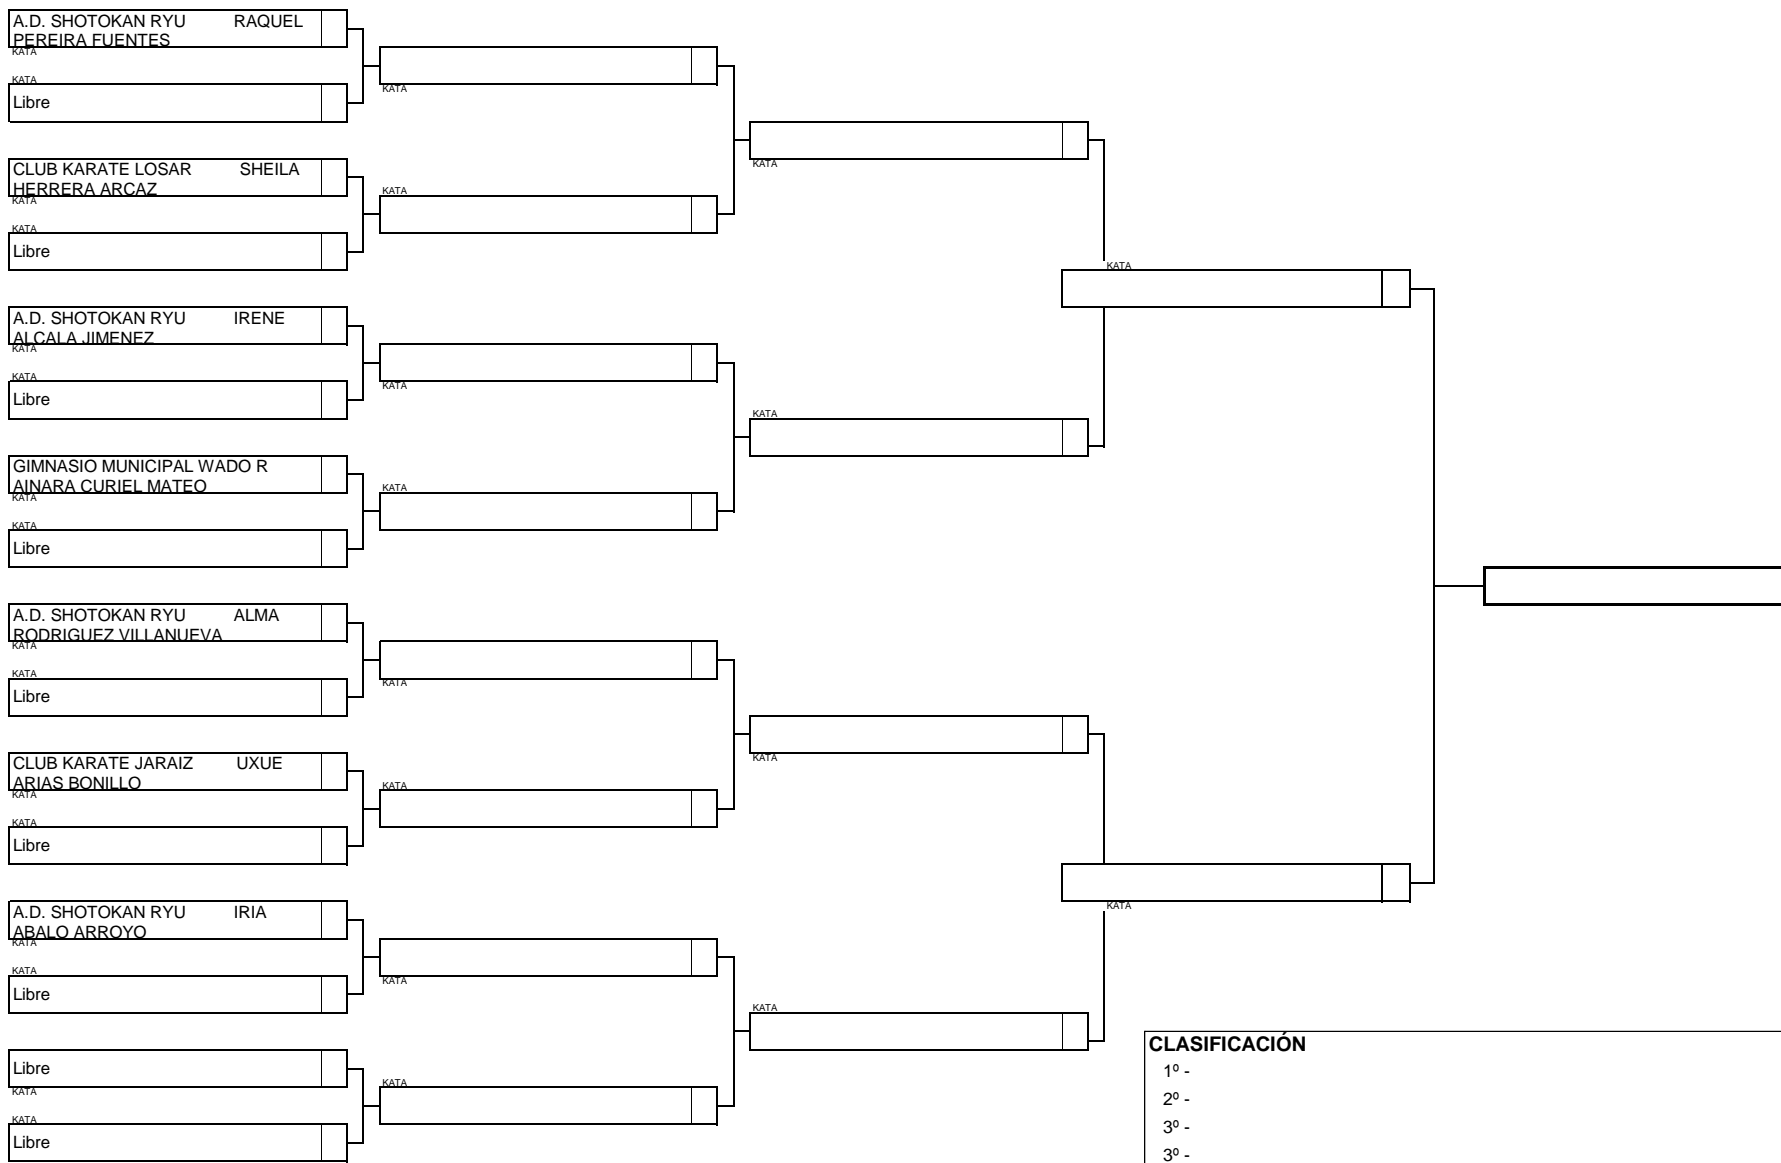 A.D. SHOTOKAN RYU RAQUEL
PEREIRA FUENTES
KATA
KATA
Libre
CLUB KARATE LOSAR SHEILA
HERRERA ARCAZ
KATA
KATA
Libre
A.D. SHOTOKAN RYU IRENE
ALCALA JIMENEZ
KATA
KATA
Libre
GIMNASIO MUNICIPAL WADO R
AINARA CURIEL MATEO
KATA
KATA
Libre
A.D. SHOTOKAN RYU ALMA
RODRIGUEZ VILLANUEVA
KATA
KATA
Libre
CLUB KARATE JARAIZ UXUE
ARIAS BONILLO
KATA
KATA
Libre
A.D. SHOTOKAN RYU IRIA
ABALO ARROYO
KATA
KATA
Libre
Libre
KATA
KATA
Libre
KATA
KATA
KATA
KATA
KATA
KATA
KATA
KATA
KATA
KATA
KATA
KATA
KATA
KATA
CLASIFICACIÓN
1º -
2º -
3º -
3º -